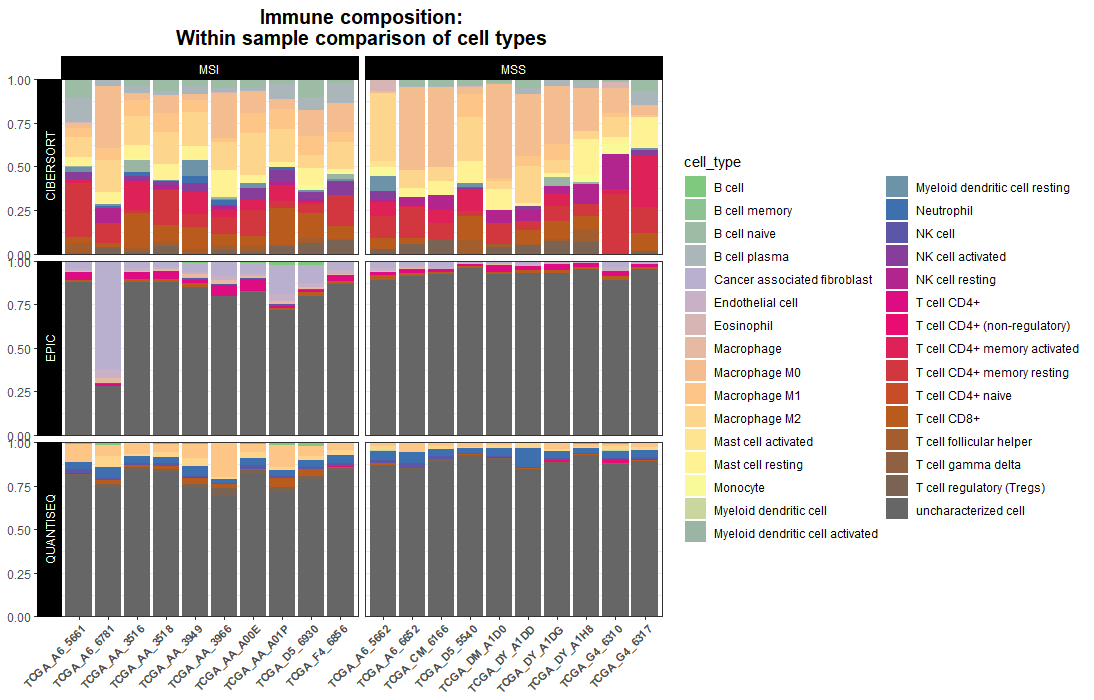 Immune composition:
Within sample comparison of cell types
MSI
MSS
CIBERSORT
1.00
0.75
0.50
0.25
0.00
EPIC
1.00
0.75
0.50
0.25
0.00
QUANTISEQ
1.00
0.75
0.50
0.25
0.00
TCGA_A6_5661
TCGA_A6_6781
TCGA_AA_3516
TCGA_AA_3518
TCGA_AA_3949
TCGA_AA_3966
TCGA_AA_A00E
TCGA_AA_A01P
TCGA_D5_6930
TCGA_F4_6856
TCGA_A6_5662
TCGA_A6_6652
TCGA_CM_6166
TCGA_D5_5540
TCGA_DM_A1D0
TCGA_DY_A1DD
TCGA_DY_A1DG
TCGA_DY_A1H8
TCGA_G4_6310
TCGA_G4_6317
cell_type
B cell
B cell memory
B cell naive
B cell plasma
Cancer associated fibroblast
Endothelial cell
Eosinophil
Macrophage
Macrophage M0
Macrophage M1
Macrophage M2
Mast cell activated
Mast cell resting
Monocyte
Myeloid dendritic cell
Myeloid dendritic cell activated
Myeloid dendritic cell resting
Neutrophil
NK cell
NK cell activated
NK cell resting
T cell CD4+
T cell CD4+ (non-regulatory)
T cell CD4+ memory activated
T cell CD4+ memory resting
T cell CD4+ naive
T cell CD8+
T cell follicular helper
T cell gamma delta
T cell regulatory (Tregs)
uncharacterized cell